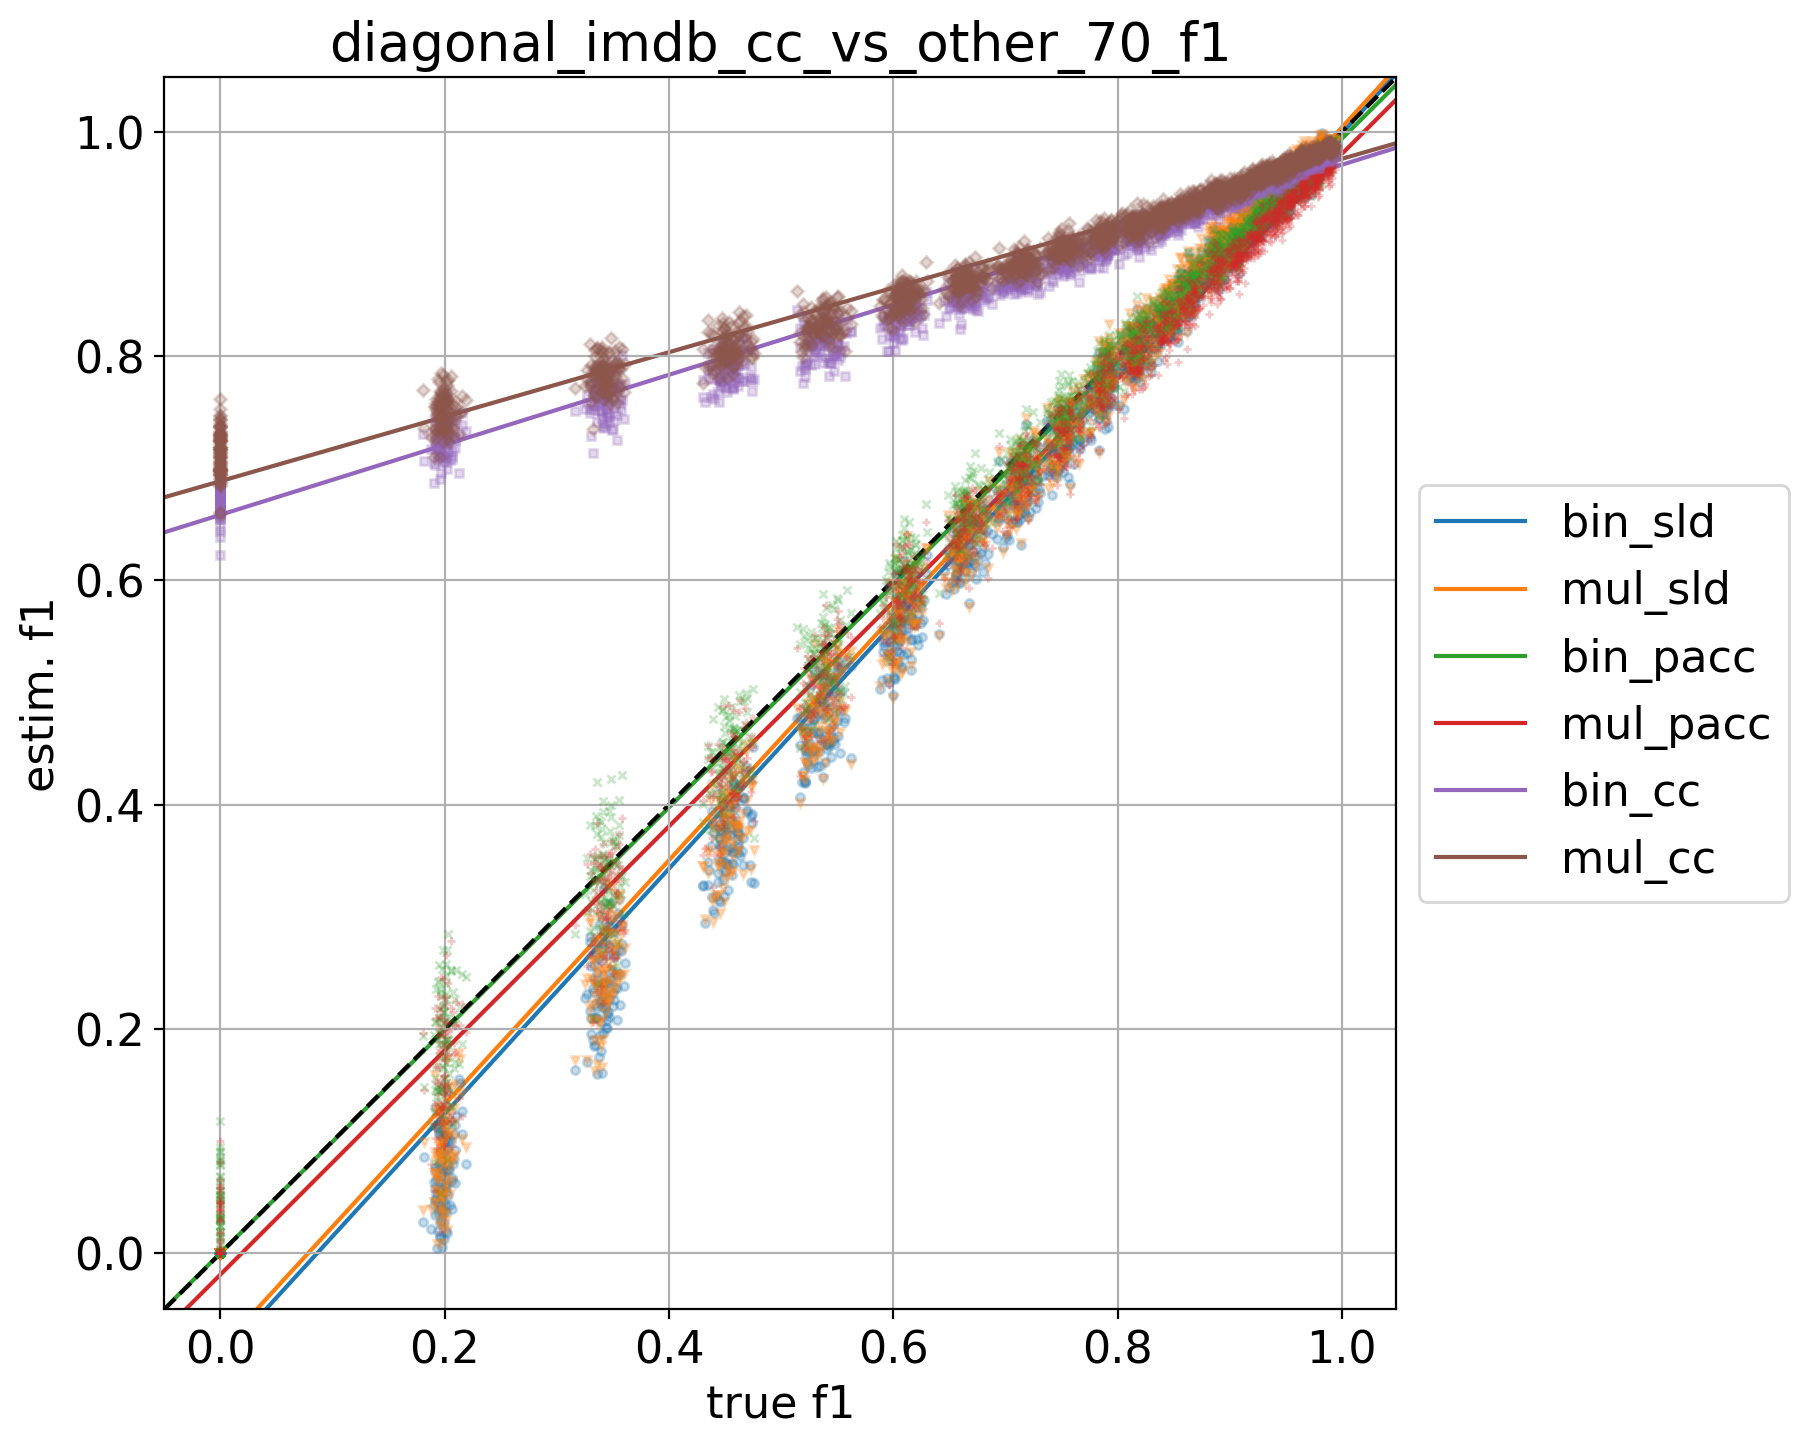 diagonal_imdb_cc_vs_other_70_f1
1.0
0.8
0.6
0.4
0.2
0.0
estim. f1
0.0 0.2 0.4 0.6 0.8 1.0
true f1
bin_sld
mul_sld
bin_pacc
mul_pacc
bin_cc
mul_cc